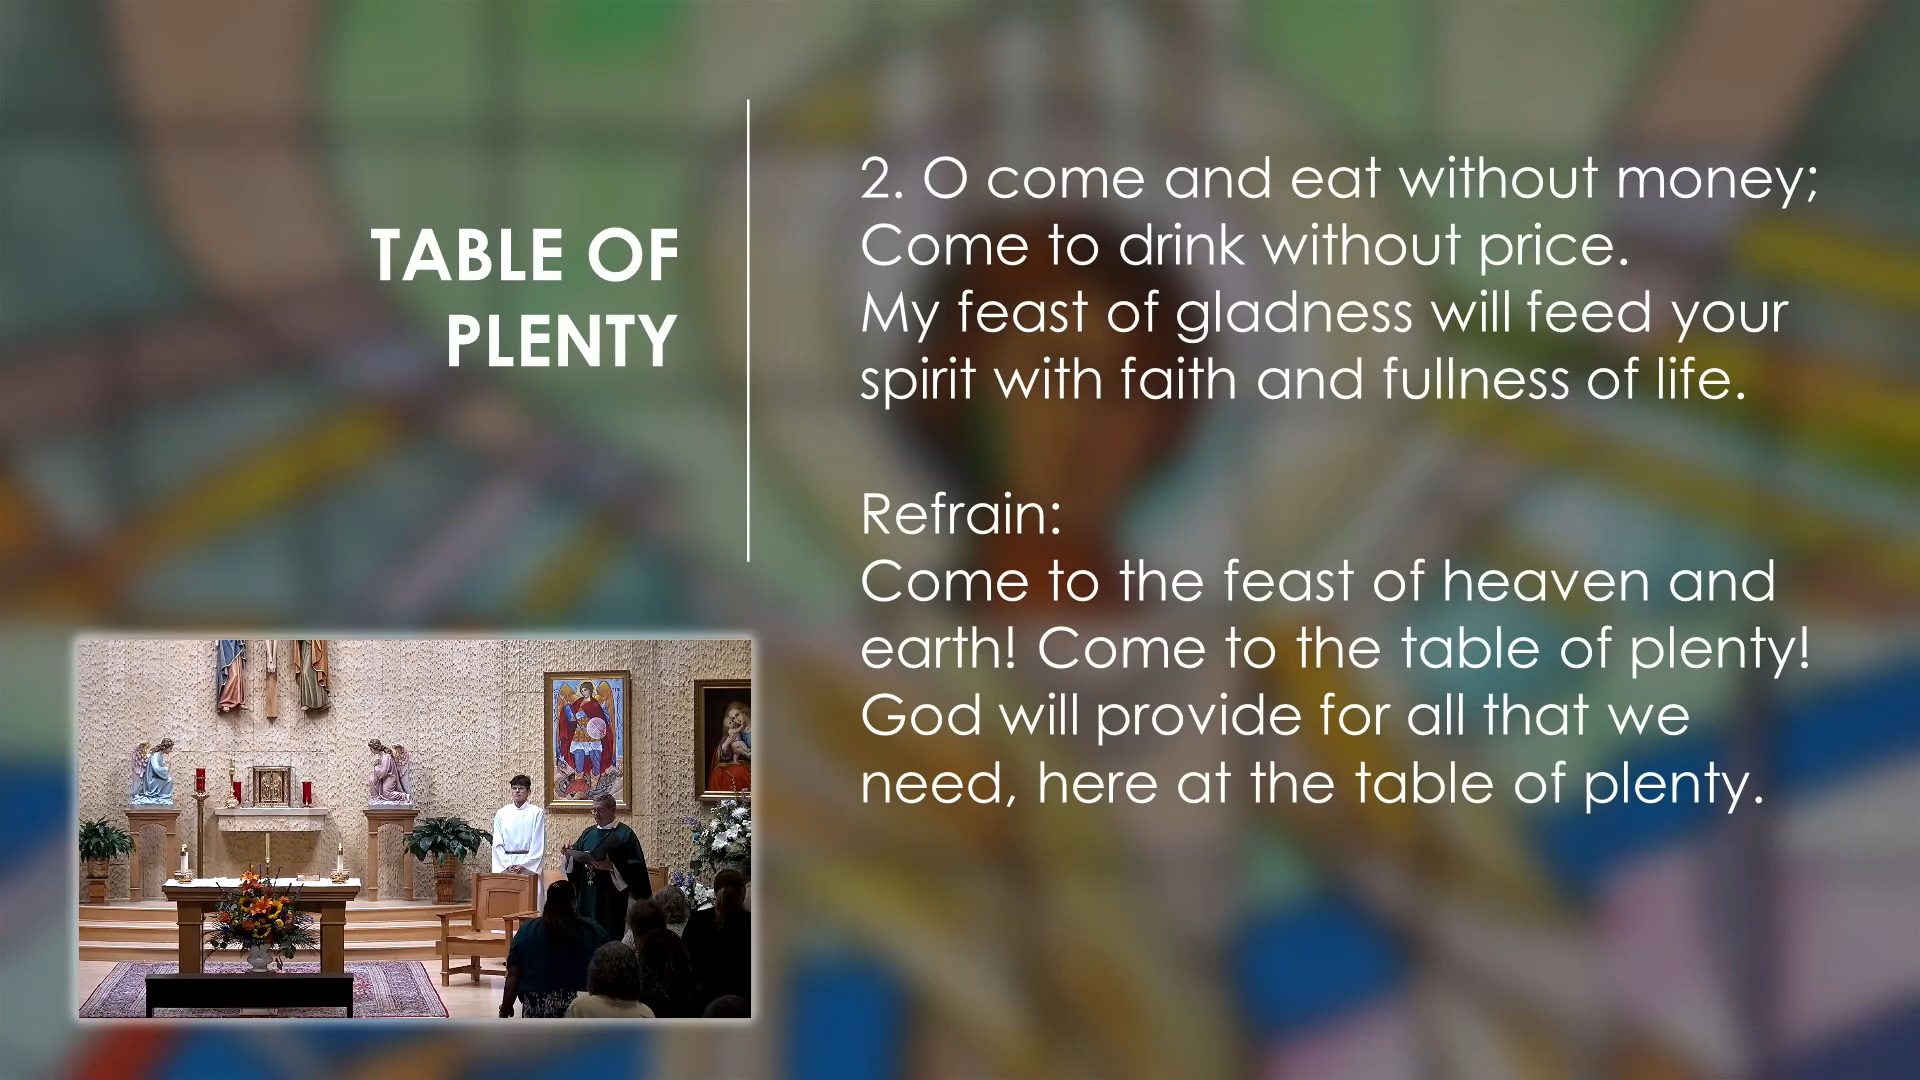 TABLE OF
PLENTY
2. O come and eat without money;
Come to drink without price.
My feast of gladness will feed your
spirit with faith and fullness of life.
Refrain:
Come to the feast of heaven and
earth! Come to the table of plenty!
God will provide for all that we
need, here at the table of plenty.